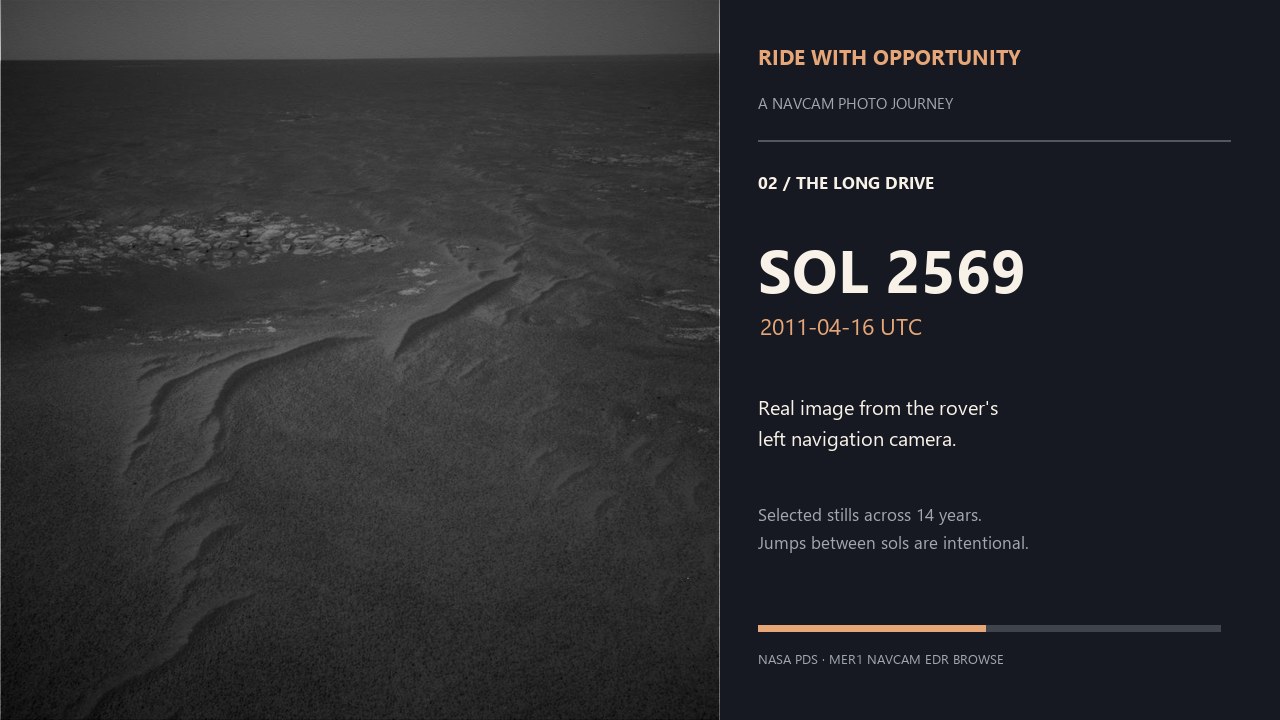 RIDE WITH OPPORTUNITY
A NAVCAM PHOTO JOURNEY
02 / THE LONG DRIVE
SOL 2569
2011-04-16 UTC
Real image from the rover's
left navigation camera.
Selected stills across 14 years.
Jumps between sols are intentional.
NASA PDS · MER1 NAVCAM EDR BROWSE